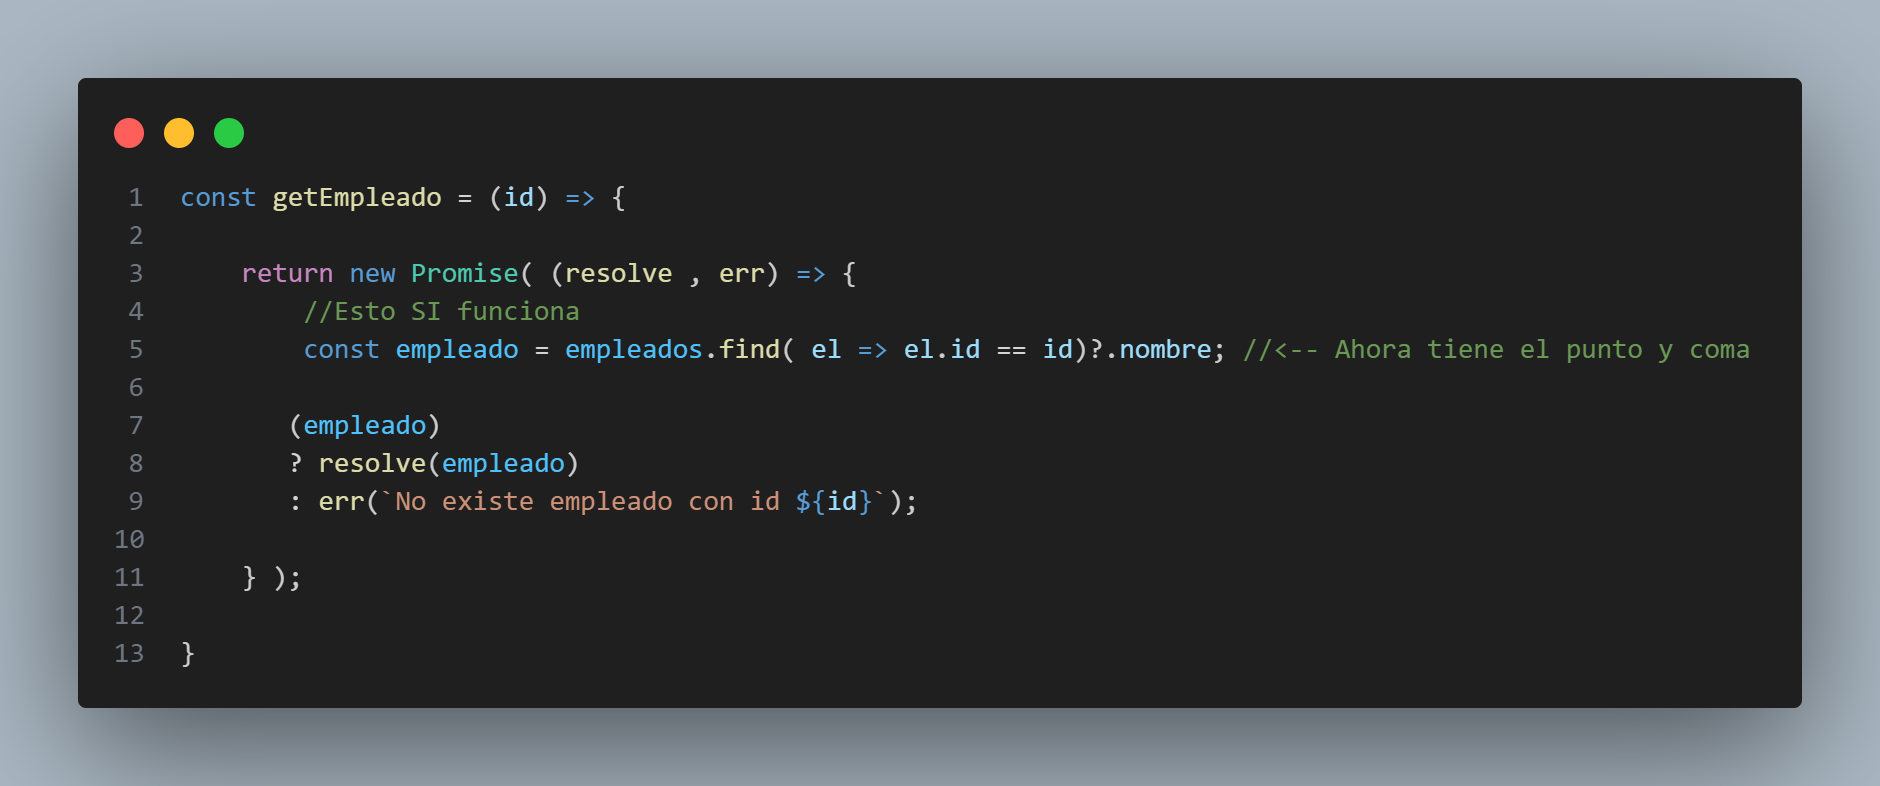 1 const getEmpleado = (id) => {
2
3 return new Promise( (resolve , err) => {
4 //Esto SI funciona
5 const empleado = empleados.find( el => el.id == id)?.nombre; //<-- Ahora tiene el punto y coma
6
7 (empleado)
8 ? resolve(empleado)
9 : err(`No existe empleado con id ${id}`);
10
11 } );
12
13 }